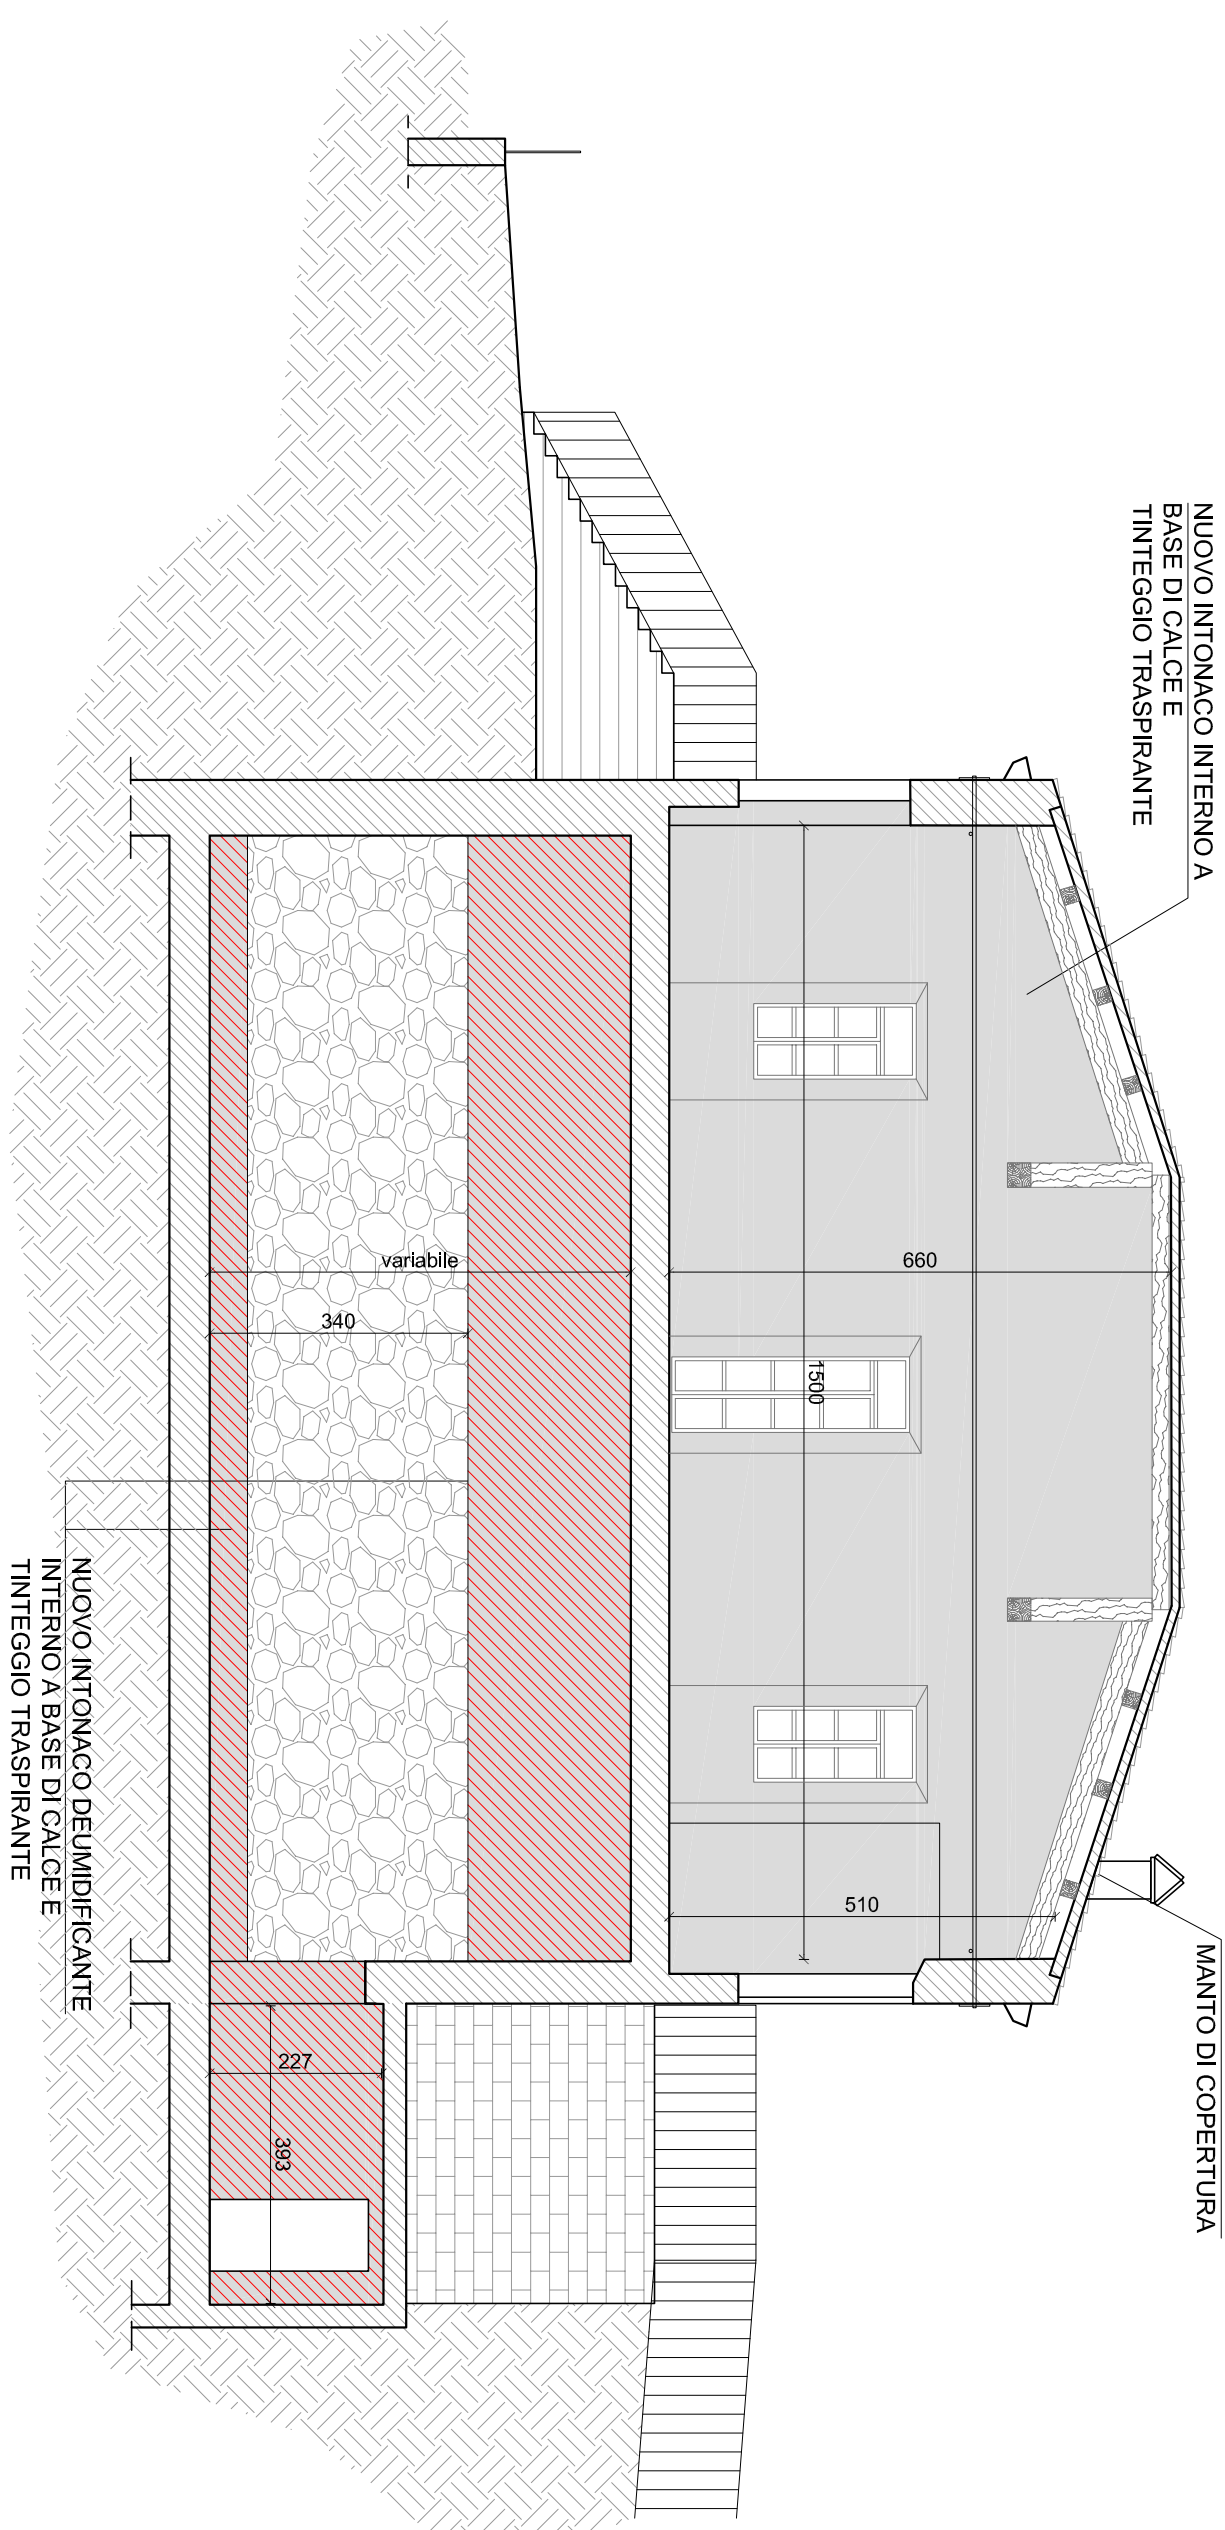 NUOVO INTONACO INTERNO A
BASE DI CALCE E
TINTEGGIO TRASPIRANTE
MANTO DI COPERTURA
660
1500
510
variabile
340
227
393
NUOVO INTONACO DEUMIDIFICANTE
INTERNO A BASE DI CALCE E
TINTEGGIO TRASPIRANTE